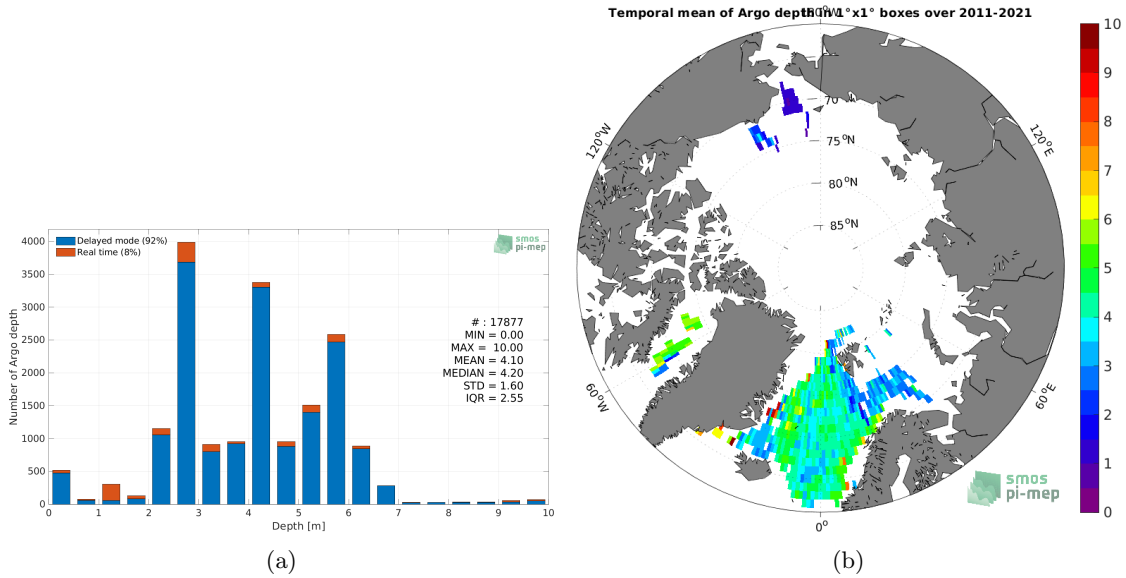 Temporal mean of Argo depth in 1°x1° boxes over 2011-2021
10
9
8
7
6
5
4
3
2
1
0
120°W
70°N
120°E
75°N
80°N
85°N
60°W
60°E
0°
smos
pi-mep
4000
3500
3000
2500
2000
1500
1000
500
0
Number of Argo depth
Delayed mode (92%)
Real time (8%)
smos
pi-mep
# : 17877
MIN = 0.00
MAX = 10.00
MEAN = 4.10
MEDIAN = 4.20
STD = 1.60
IQR = 2.55
0 1 2 3 4 5 6 7 8 9 10
Depth [m]
(a)
(b)